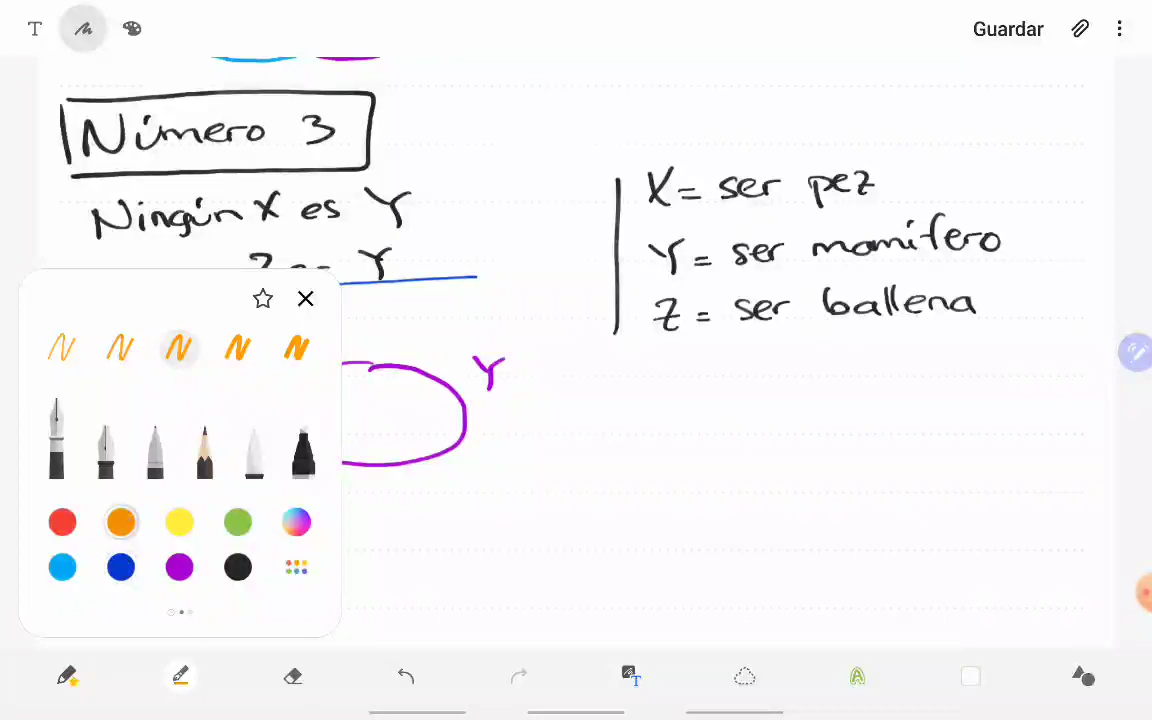 T
Guardar
Número 3
Ningún X es Y
Y
X = ser pez
Y = ser mamífero
Z = ser ballena
Y
T
A